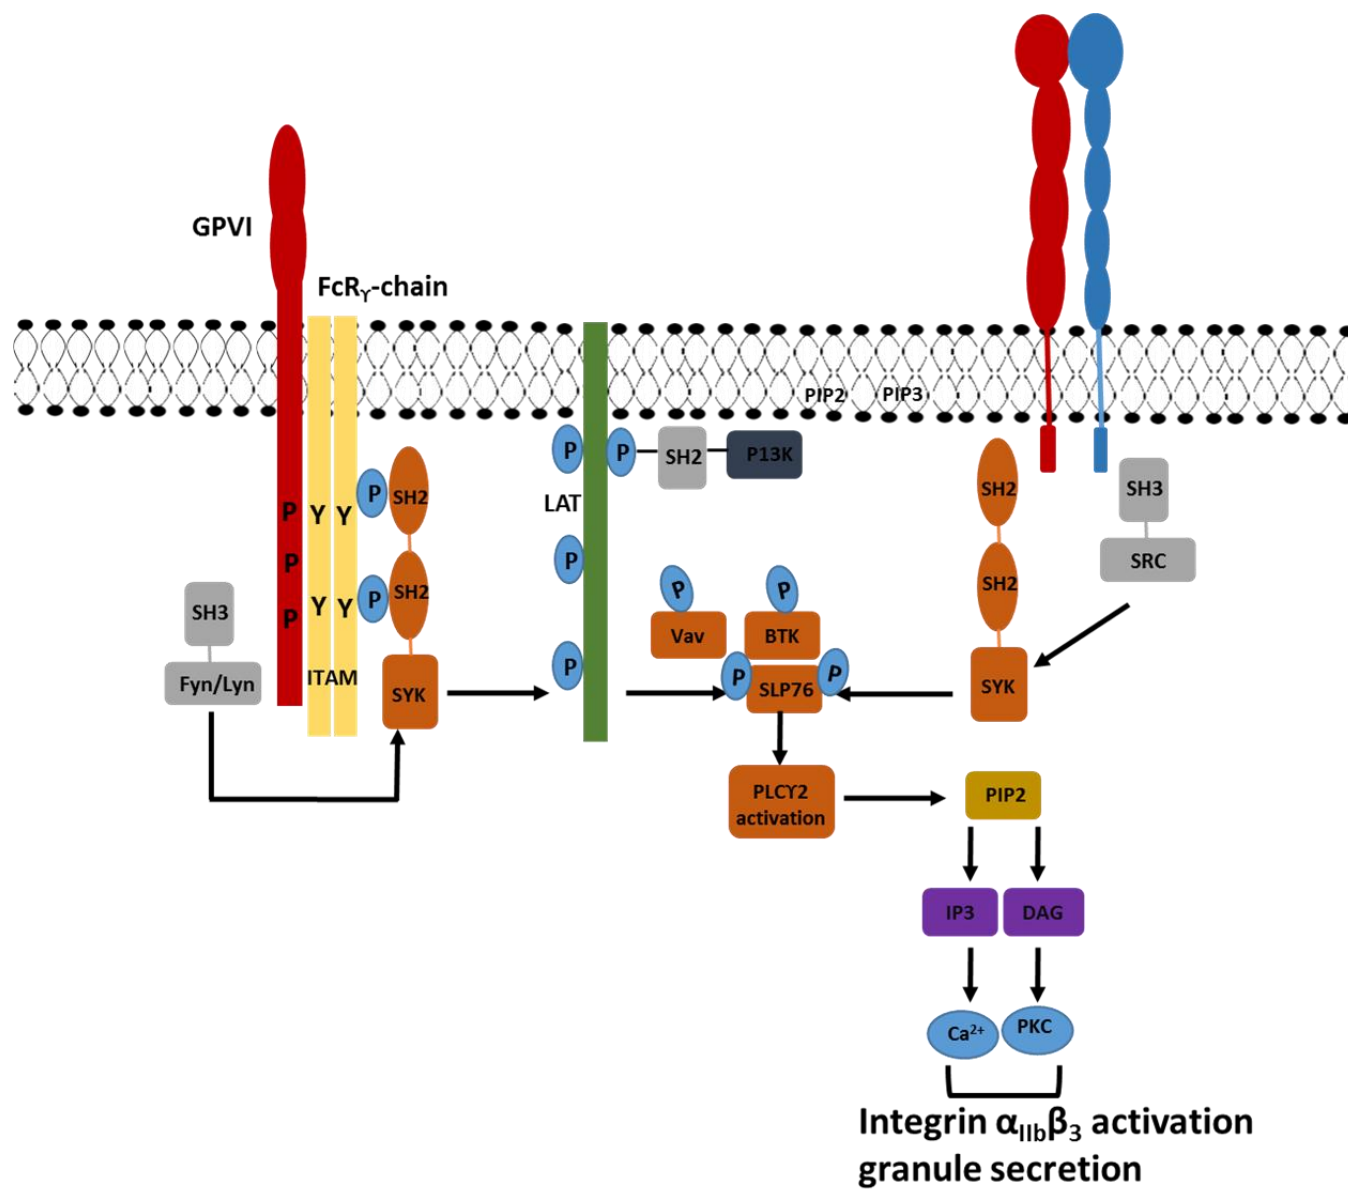 GPVI
FcRγ-chain
PIP2
PIP3
P
P
SH2
P13K
LAT
P
SH2
SH2
SH3
P
Y
Y
P
P
SRC
P
P
P
SH2
SH2
Y
Y
SH3
P
Vav
BTK
Fyn/Lyn
ITAM
SYK
P
P
P
SLP76
SYK
PLCY2
activation
PIP2
IP3
DAG
Ca²⁺
PKC
Integrin αIIbβ3 activation
granule secretion